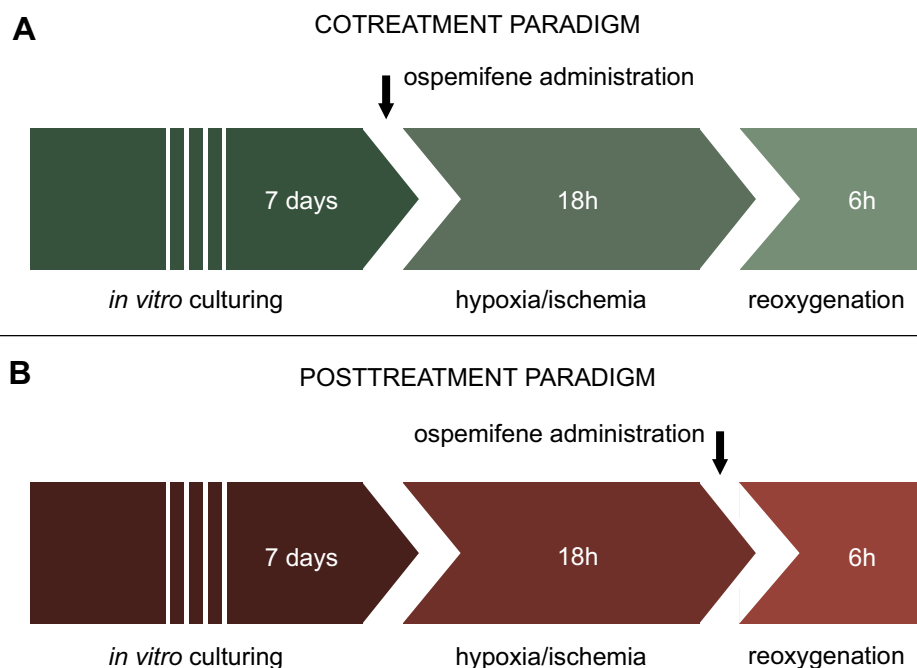 A
COTREATMENT PARADIGM
ospemifene administration
7 days
18h
6h
in vitro culturing
hypoxia/ischemia
reoxygenation
B
POSTTREATMENT PARADIGM
ospemifene administration
7 days
18h
6h
in vitro culturing
hypoxia/ischemia
reoxygenation